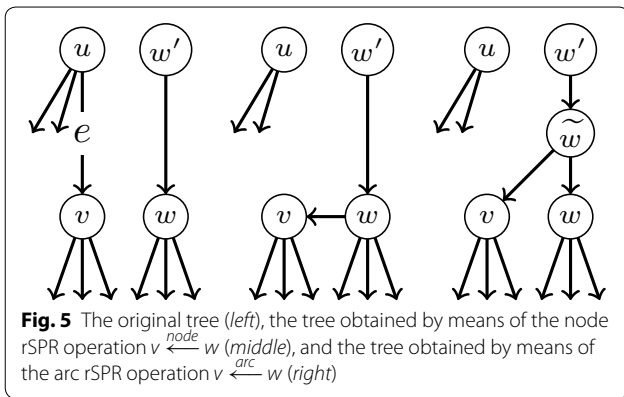 u w′ u w′ u w′
e w̃
v w v w v w
Fig. 5 The original tree (left), the tree obtained by means of the node
rSPR operation v ←node w (middle), and the tree obtained by means of
the arc rSPR operation v ←arc w (right)